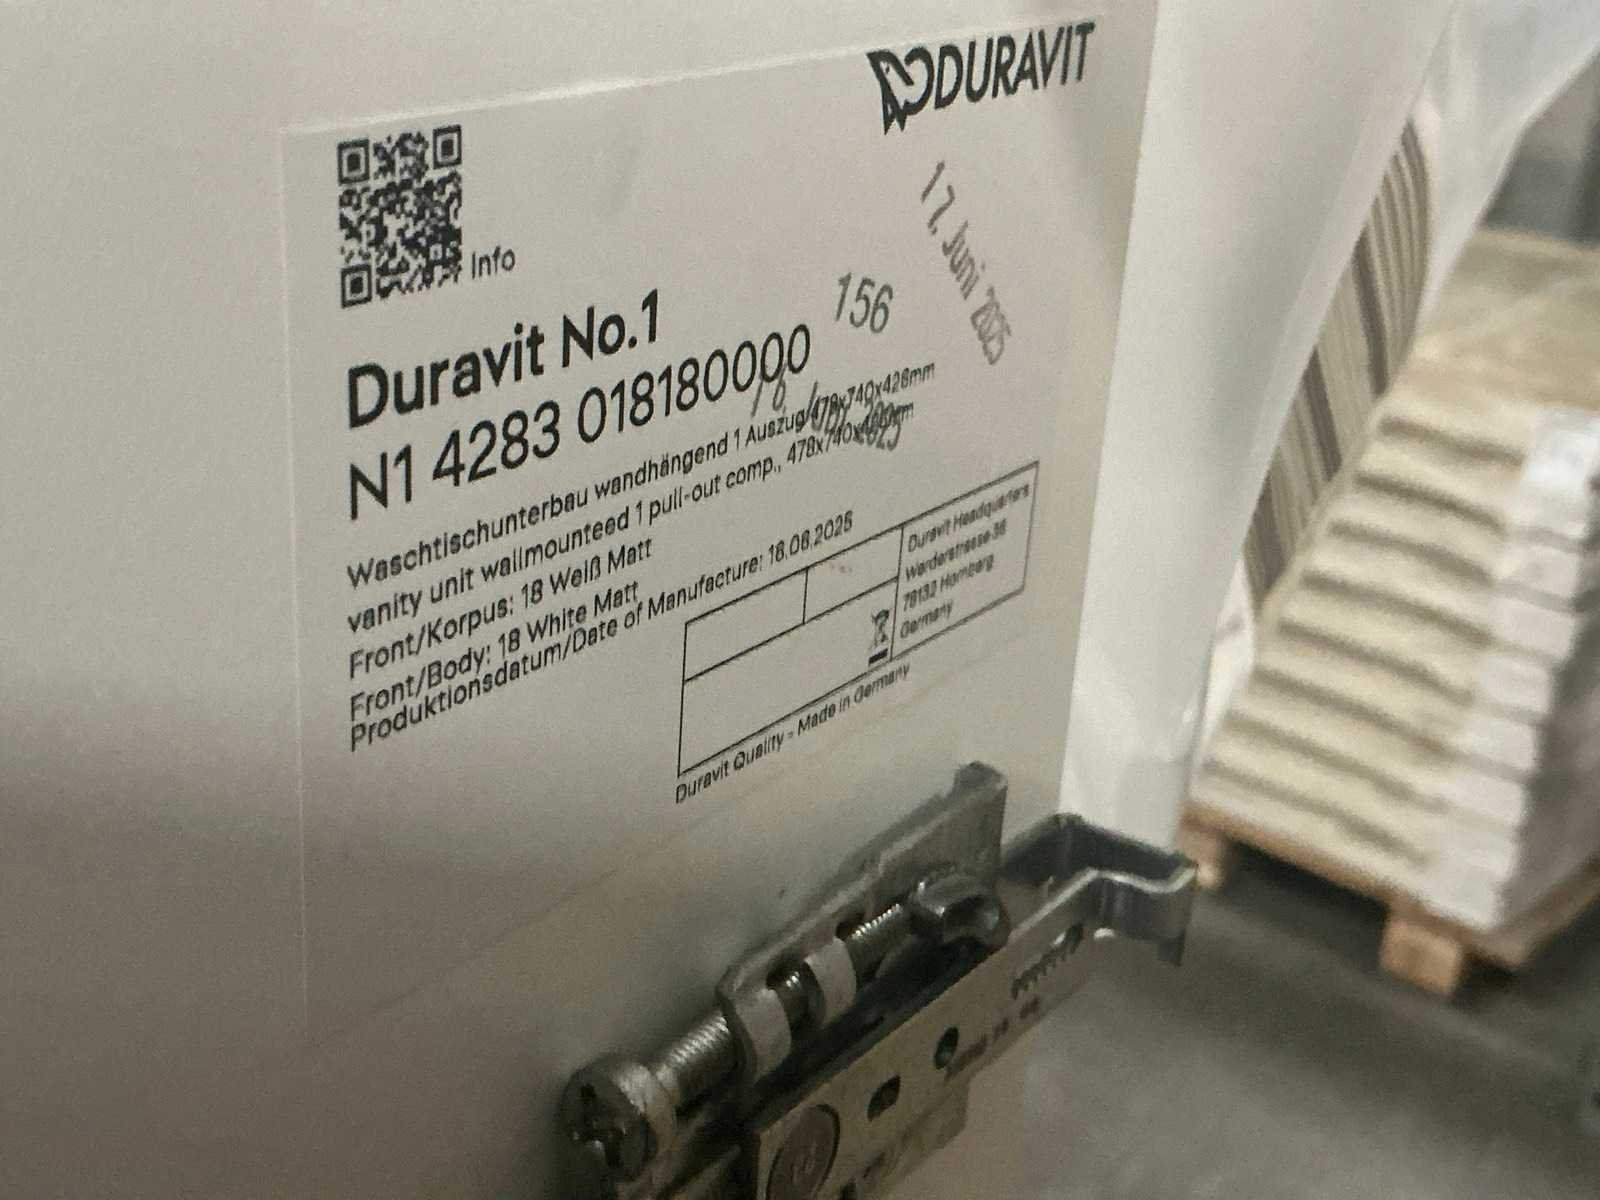 DURAVIT
17. Juni 2025
Info
Duravit No.1
N1 4283 018180000
156
Waschtischunterbau wandhängend 1 Auszug, 478x740x428mm
vanity unit wallmounteed 1 pull-out comp., 478x740x
Front/Korpus: 18 Weiß Matt
Front/Body: 18 White Matt
Produktionsdatum/Date of Manufacture: 18.06.2025
Duravit Headquarters
Werderstrasse 36
78132 Hornberg
Germany
Duravit Quality - Made in Germany